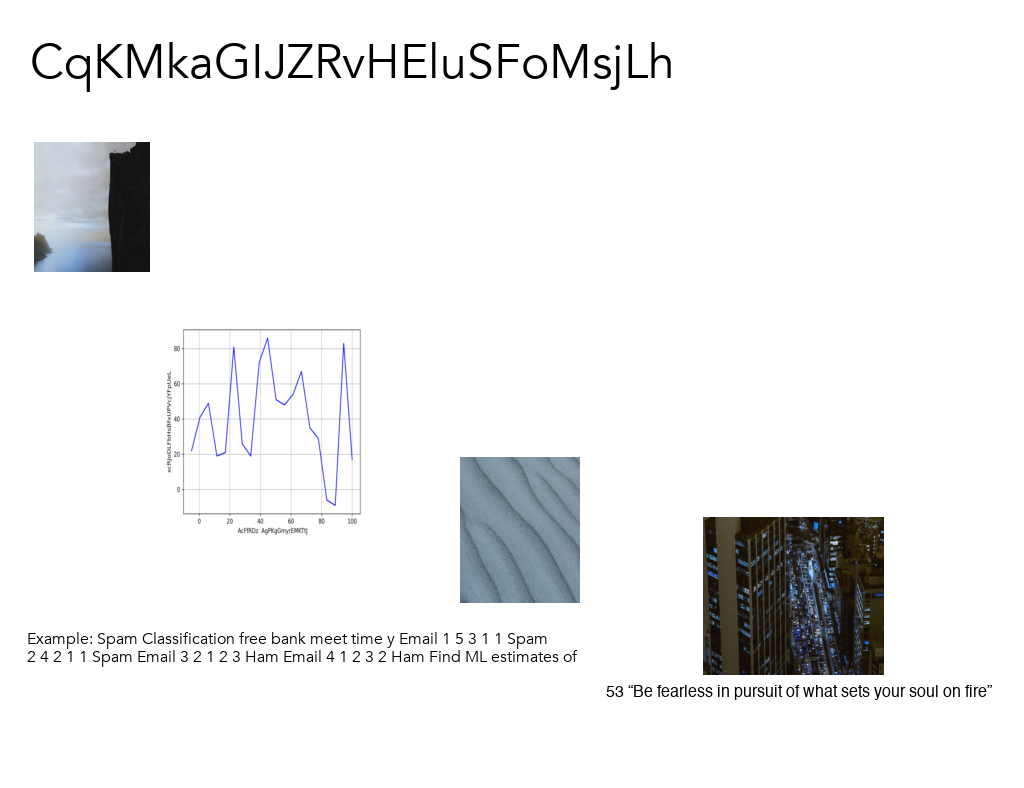 CqKMkaGIJZRvHEluSFoMsjLh
80
60
40
20
0
0 20 40 60 80 100
AcFfRDz AgPKgGmyrEMKTtJ
Example: Spam Classification free bank meet time y Email 1 5 3 1 1 Spam
2 4 2 1 1 Spam Email 3 2 1 2 3 Ham Email 4 1 2 3 2 Ham Find ML estimates of
53 “Be fearless in pursuit of what sets your soul on fire”